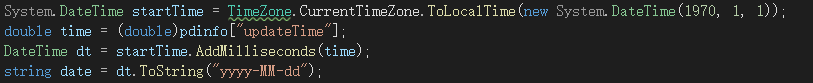 System.DateTime startTime = TimeZone.CurrentTimeZone.ToLocalTime(new System.DateTime(1970, 1, 1));
double time = (double)pdinfo["updateTime"];
DateTime dt = startTime.AddMilliseconds(time);
string date = dt.ToString("yyyy-MM-dd");